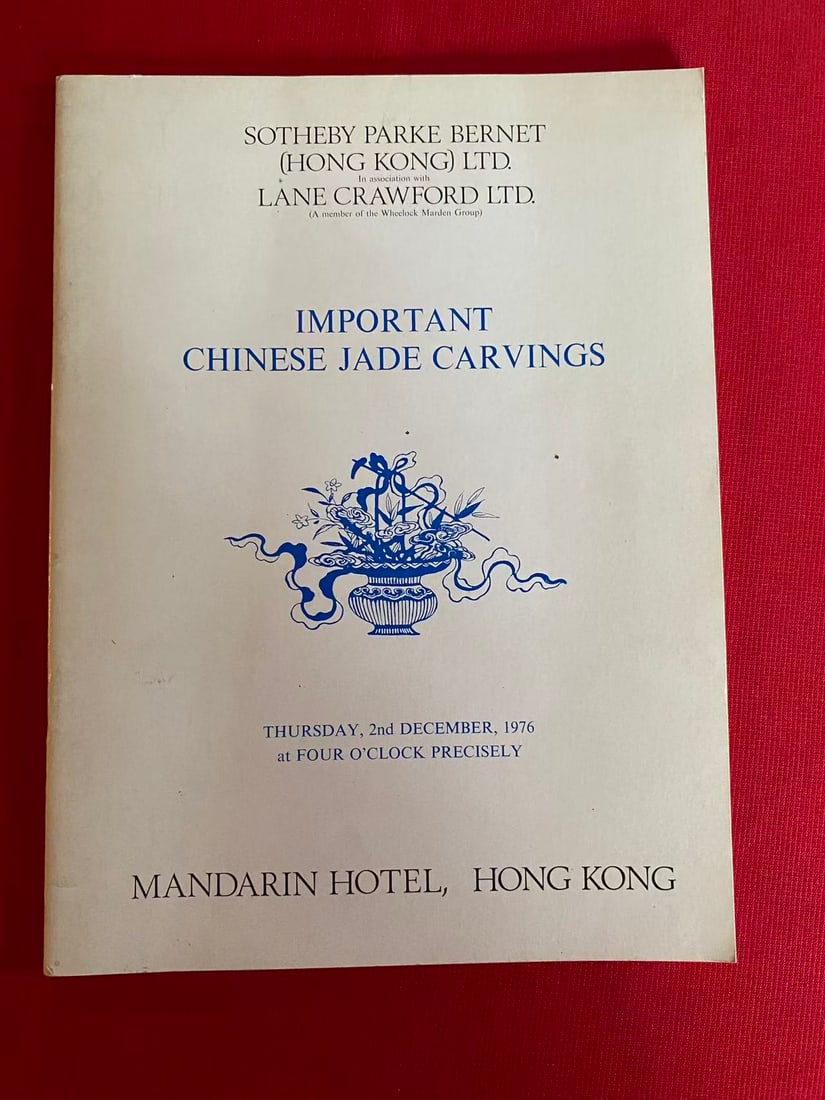 SOTHEBY PARKE BERNET
(HONG KONG) LTD.
In association with
LANE CRAWFORD LTD.
(A member of the Wheelock Marden Group)
IMPORTANT
CHINESE JADE CARVINGS
THURSDAY, 2nd DECEMBER, 1976
at FOUR O'CLOCK PRECISELY
MANDARIN HOTEL, HONG KONG